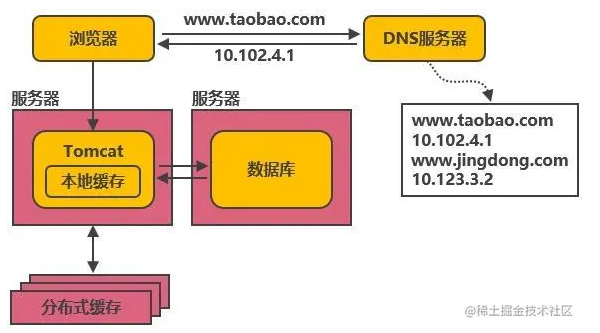 www.taobao.com
浏览器
DNS服务器
10.102.4.1
服务器
服务器
www.taobao.com
10.102.4.1
www.jingdong.com
10.123.3.2
Tomcat
本地缓存
数据库
分布式缓存
@稀土掘金技术社区